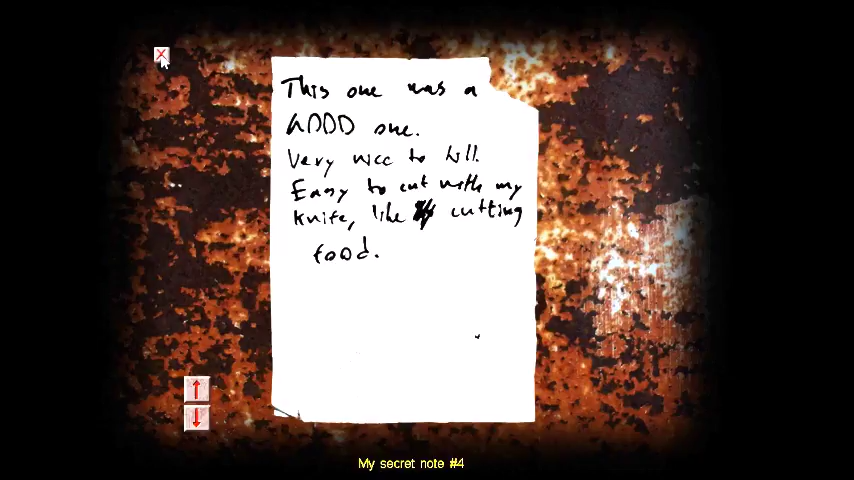 This one was a
GOOD one.
Very nice to kill.
Easy to cut with my
knife, like cutting
food.
My secret note #4